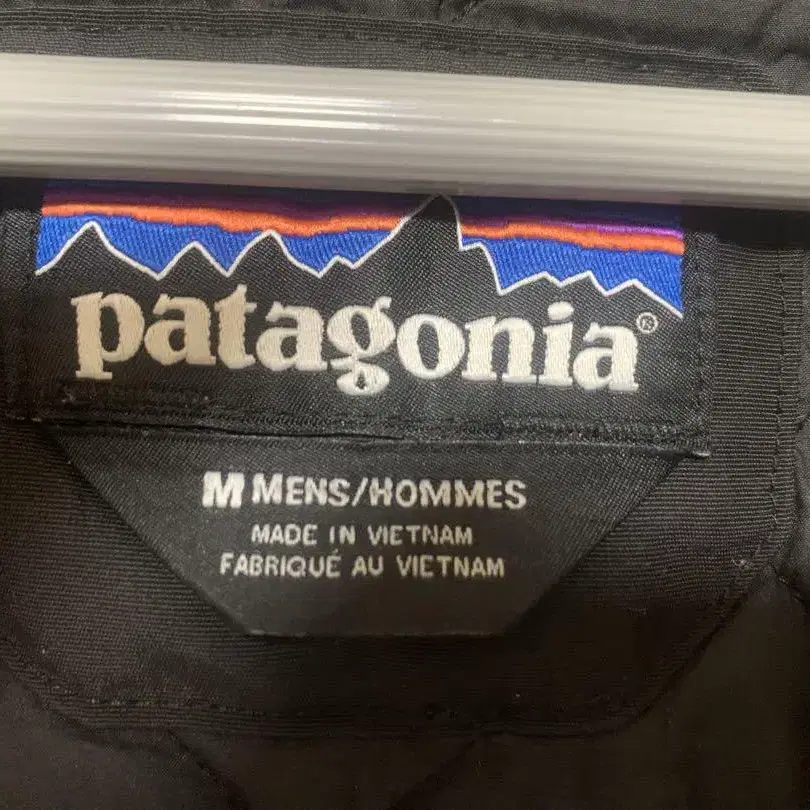 patagonia®
M MENS/HOMMES
MADE IN VIETNAM
FABRIQUÉ AU VIETNAM